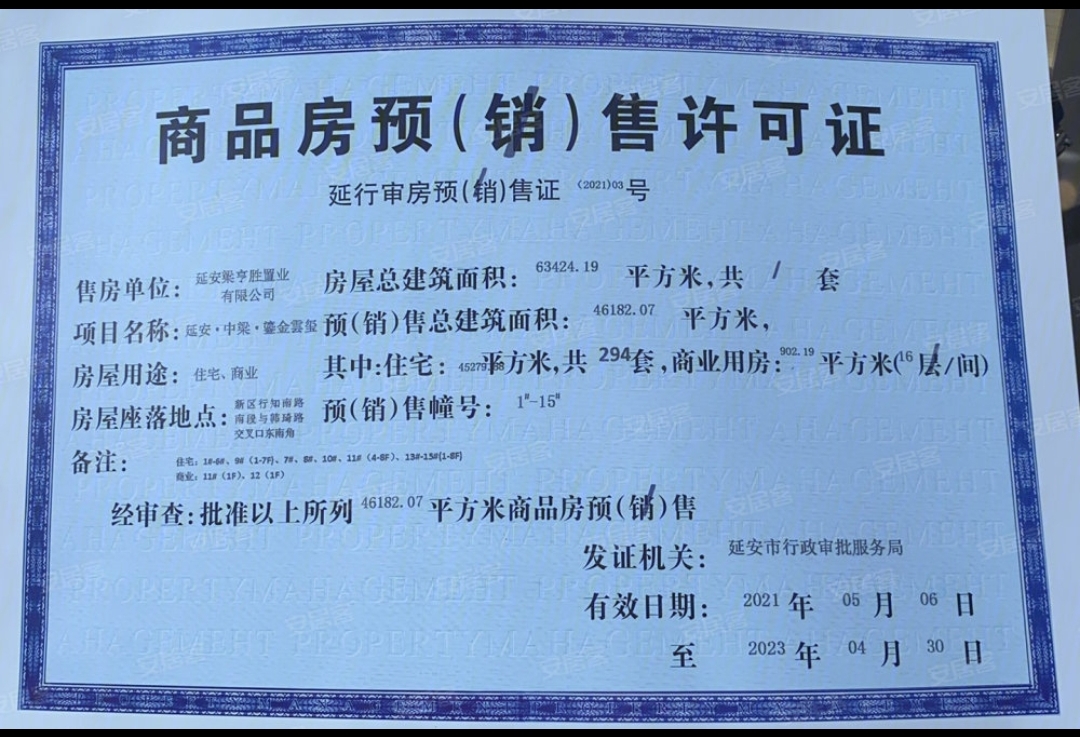 商品房预(销)售许可证
延行审房预(销)售证 (2021)03 号
售房单位: 延安梁亨胜置业有限公司 房屋总建筑面积: 63424.19 平方米,共 / 套
项目名称: 延安·中梁·鎏金雲玺 预(销)售总建筑面积: 46182.07 平方米,
房屋用途: 住宅、商业 其中:住宅: 平方米,共 294套,商业用房: 902.19 平方米(16 层/间)
房屋座落地点: 新区行知南路南段与韩琦路交叉口东南角 预(销)售幢号: 1#-15#
备注: 住宅: 1#-6#、9#(1-7F)、7#、8#、10#、11#(4-8F)、13#-15#(1-8F)
商业: 11#(1F)、12(1F)
经审查:批准以上所列 46182.07 平方米商品房预(销)售
发证机关: 延安市行政审批服务局
有效日期: 2021 年 05 月 06 日
至 2023 年 04 月 30 日